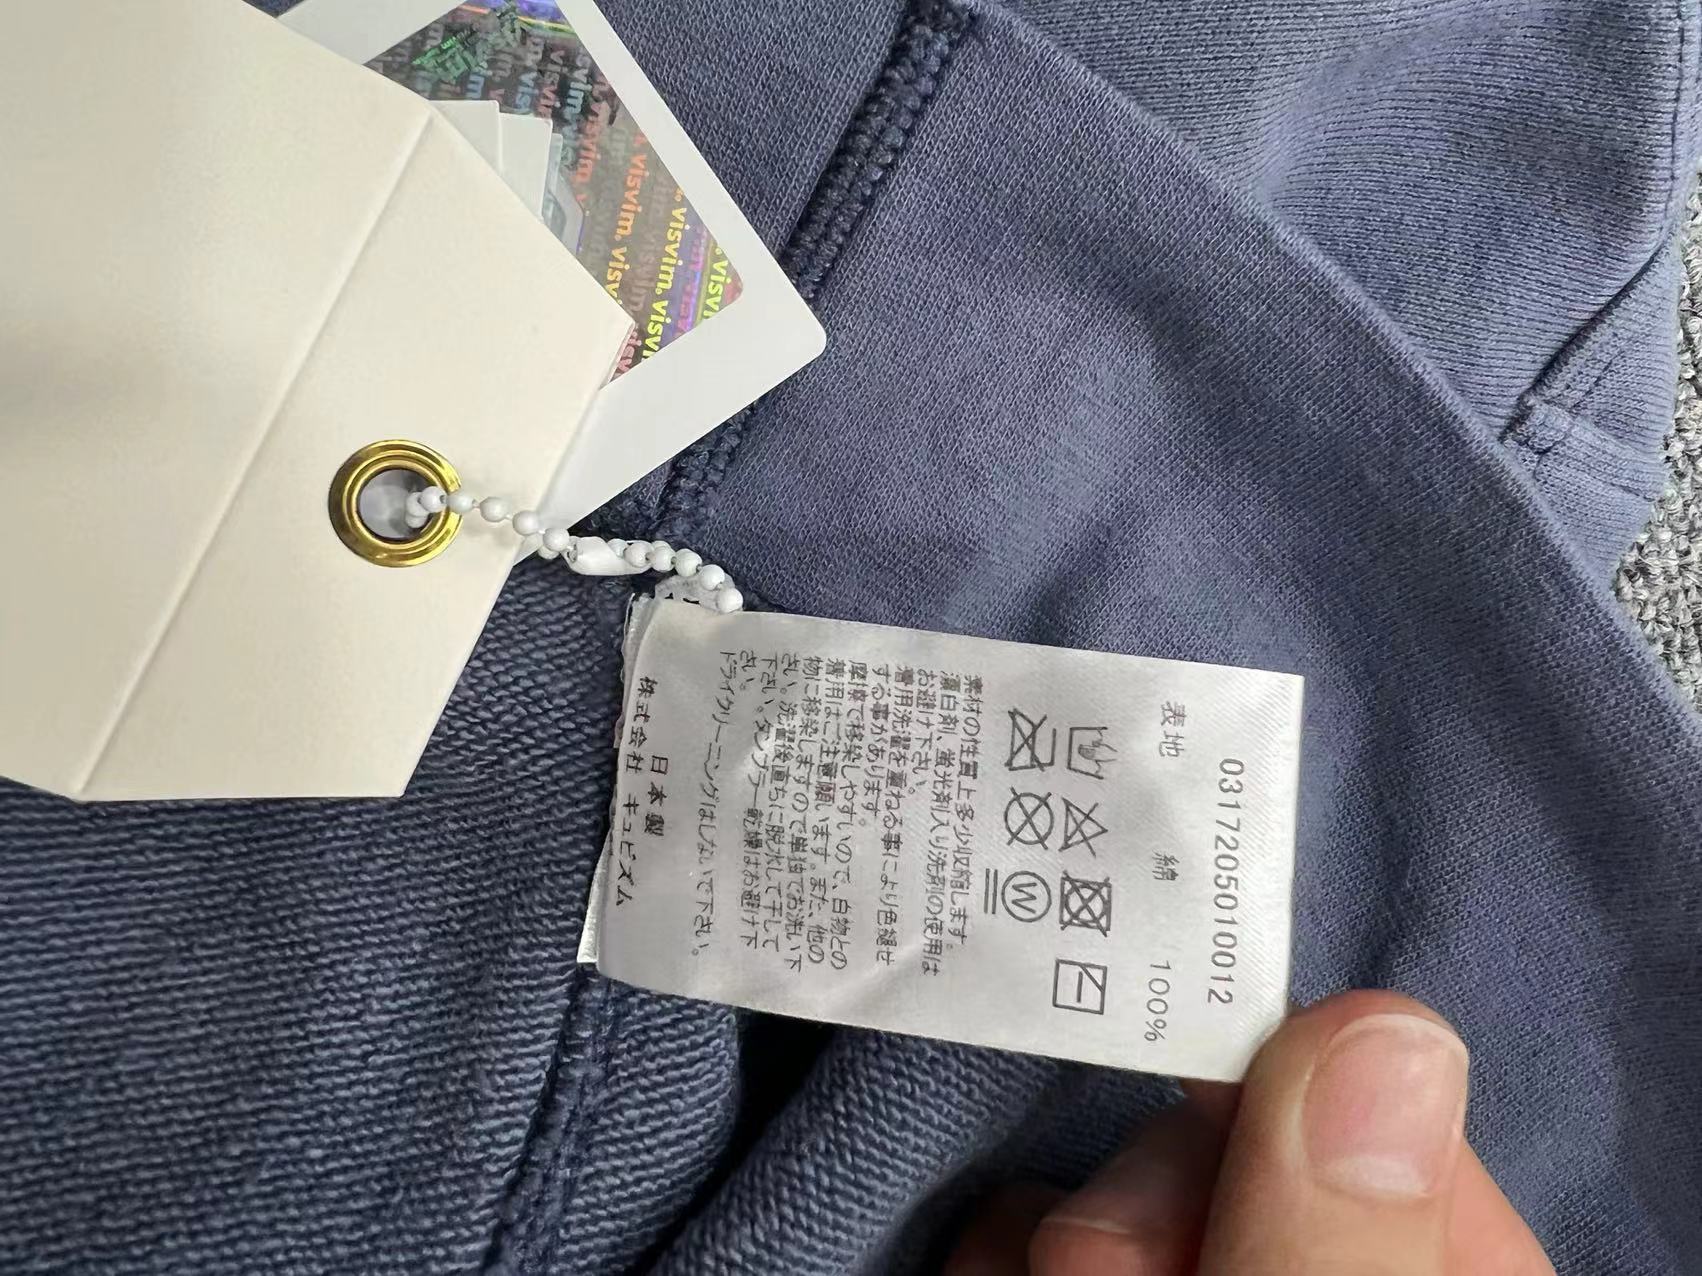 0317205010012
表地 綿 100%
W
素材の性質上多少収縮します。
漂白剤、蛍光剤入り洗剤の使用は
お避け下さい。
着用洗濯を重ねる事により色褪せ
する事があります。
摩擦で移染しやすいので、白物との
着用はご注意願います。また、他の
物に移染しますので単独でお洗い下
さい。洗濯後直ちに脱水して干して
下さい。タンブラー乾燥はお避け下
さい。
ドライクリーニングはしないで下さい。
日本製
株式会社 キュビズム
visvim.
visvim. visvim.
visvim. visvim.
visvim. visvim.